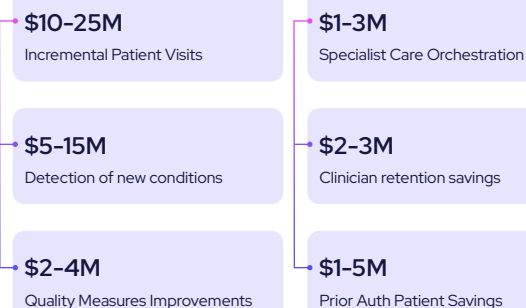 $10-25M
Incremental Patient Visits
$5-15M
Detection of new conditions
$2-4M
Quality Measures Improvements
$1-3M
Specialist Care Orchestration
$2-3M
Clinician retention savings
$1-5M
Prior Auth Patient Savings